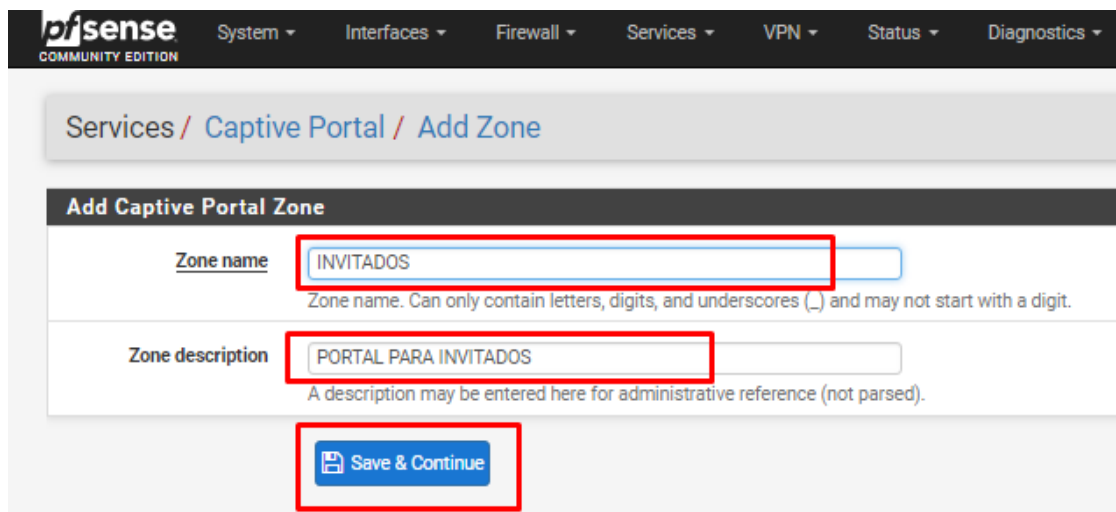 pfsense System Interfaces Firewall Services VPN Status Diagnostics
COMMUNITY EDITION
Services / Captive Portal / Add Zone
Add Captive Portal Zone
Zone name INVITADOS
Zone name. Can only contain letters, digits, and underscores (_) and may not start with a digit.
Zone description PORTAL PARA INVITADOS
A description may be entered here for administrative reference (not parsed).
Save & Continue